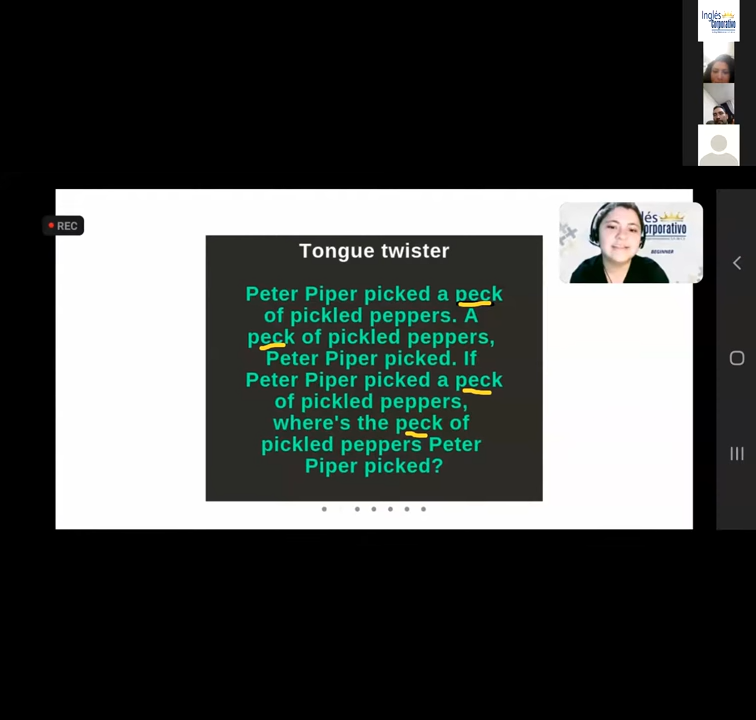 Inglés
Corporativo
REC
Tongue twister
Peter Piper picked a peck
of pickled peppers. A
peck of pickled peppers,
Peter Piper picked. If
Peter Piper picked a peck
of pickled peppers,
where's the peck of
pickled peppers Peter
Piper picked?
BEGINNER